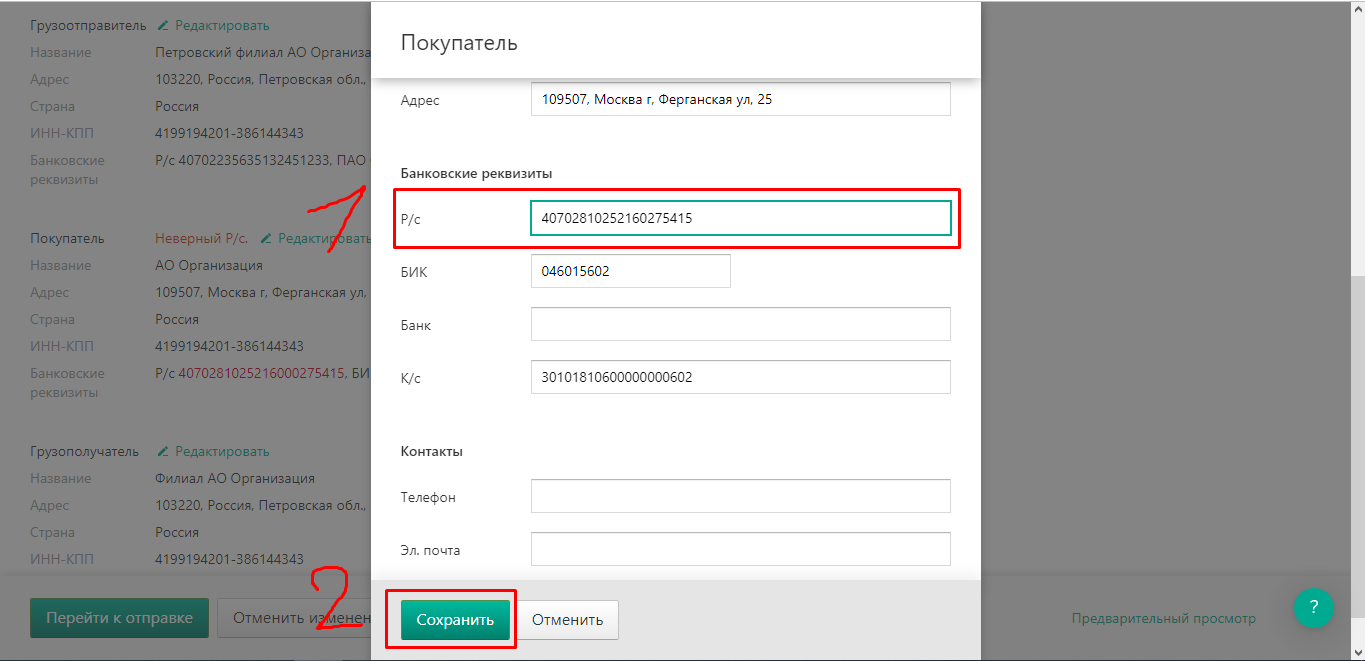 Грузоотправитель Редактировать
Название Петровский филиал АО Организа
Адрес 103220, Россия, Петровская обл.,
Страна Россия
ИНН-КПП 4199194201-386144343
Банковские реквизиты Р/с 40702235635132451233, ПАО
Покупатель Неверный Р/с. Редактировать
Название АО Организация
Адрес 109507, Москва г, Ферганская ул,
Страна Россия
ИНН-КПП 4199194201-386144343
Банковские реквизиты Р/с 4070281025216000275415, БИ
Грузополучатель Редактировать
Название Филиал АО Организация
Адрес 103220, Россия, Петровская обл.,
Страна Россия
ИНН-КПП 4199194201-386144343
Перейти к отправке Отменить изменен
Покупатель
Адрес 109507, Москва г, Ферганская ул, 25
Банковские реквизиты
1
Р/с 40702810252160275415
БИК 046015602
Банк
К/с 30101810600000000602
Контакты
Телефон
Эл. почта
2
Сохранить Отменить
Предварительный просмотр
?